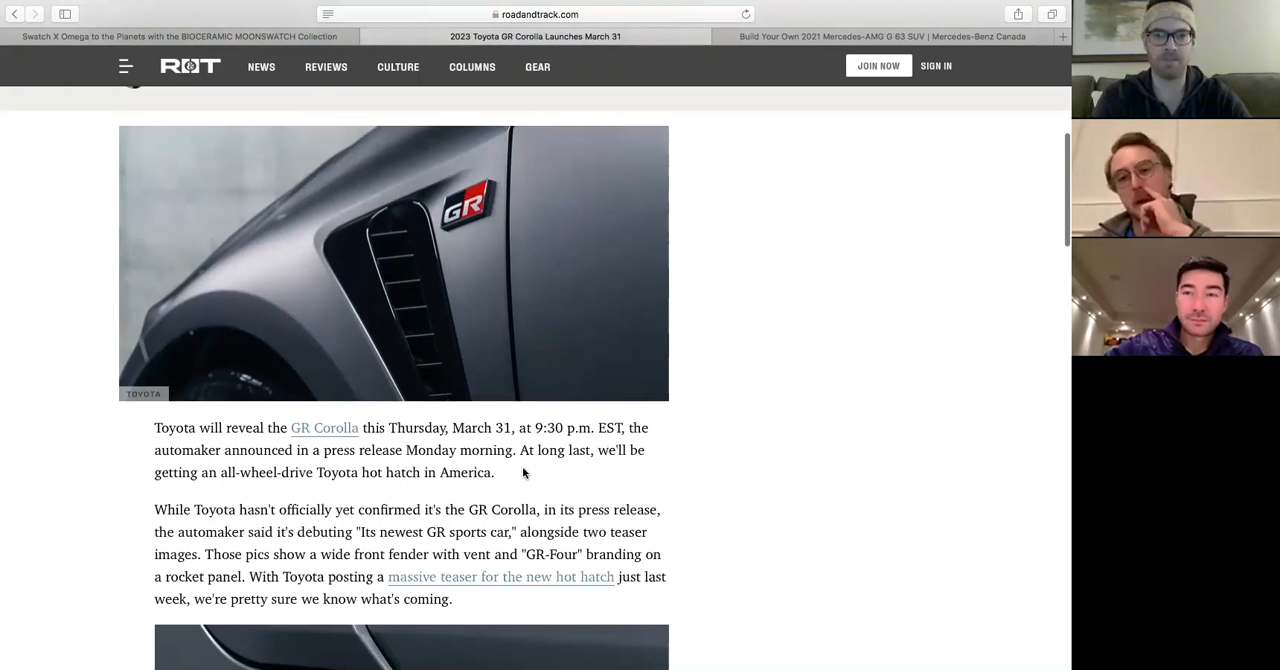 roadandtrack.com
Swatch X Omega to the Planets with the BIOCERAMIC MOONSWATCH Collection
2023 Toyota GR Corolla Launches March 31
Build Your Own 2021 Mercedes-AMG G 63 SUV | Mercedes-Benz Canada
R&T
NEWS
REVIEWS
CULTURE
COLUMNS
GEAR
JOIN NOW
SIGN IN
GR
TOYOTA
Toyota will reveal the GR Corolla this Thursday, March 31, at 9:30 p.m. EST, the
automaker announced in a press release Monday morning. At long last, we'll be
getting an all-wheel-drive Toyota hot hatch in America.
While Toyota hasn't officially yet confirmed it's the GR Corolla, in its press release,
the automaker said it's debuting "Its newest GR sports car," alongside two teaser
images. Those pics show a wide front fender with vent and "GR-Four" branding on
a rocket panel. With Toyota posting a massive teaser for the new hot hatch just last
week, we're pretty sure we know what's coming.